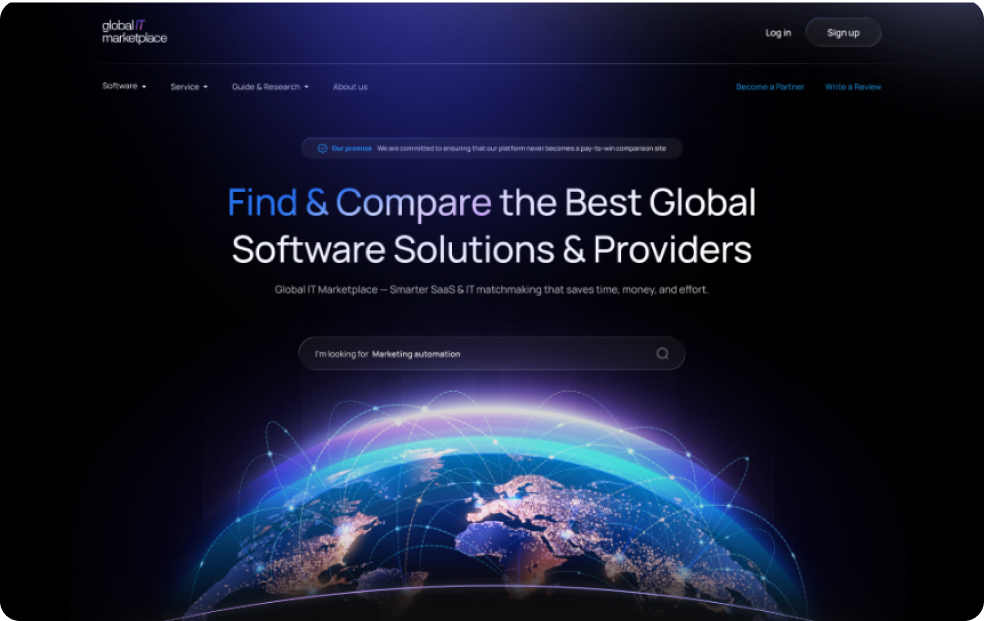 global IT
marketplace
Log in
Sign up
Software
Service
Guide & Research
About us
Become a Partner
Write a Review
Our promise We are committed to ensuring that our platform never becomes a pay-to-win comparison site
Find & Compare the Best Global
Software Solutions & Providers
Global IT Marketplace — Smarter SaaS & IT matchmaking that saves time, money, and effort.
I'm looking for Marketing automation